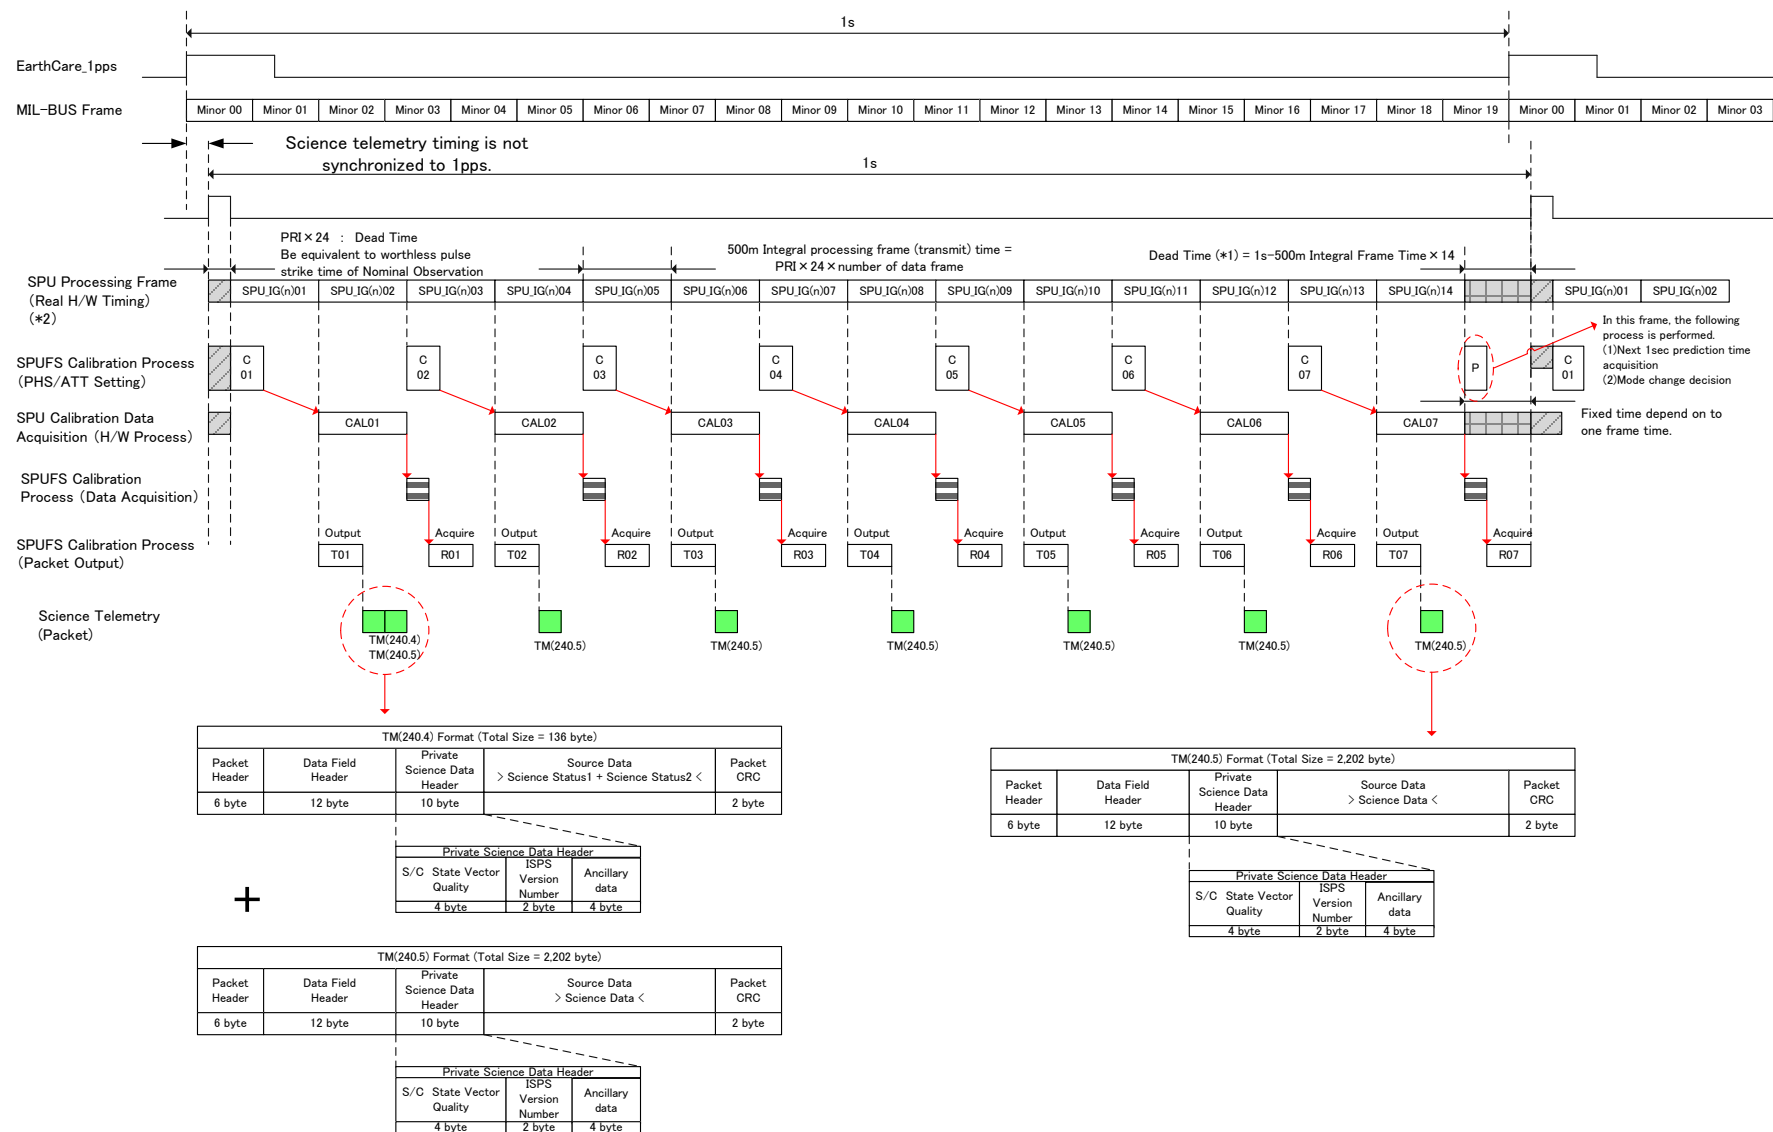 1s
EarthCare_1pps
MIL-BUS Frame
Minor 00 Minor 01 Minor 02 Minor 03 Minor 04 Minor 05 Minor 06 Minor 07 Minor 08 Minor 09 Minor 10 Minor 11 Minor 12 Minor 13 Minor 14 Minor 15 Minor 16 Minor 17 Minor 18 Minor 19 Minor 00 Minor 01 Minor 02 Minor 03
Science telemetry timing is not
synchronized to 1pps.
1s
PRI×24 : Dead Time
Be equivalent to worthless pulse
strike time of Nominal Observation
500m Integral processing frame (transmit) time =
PRI×24×number of data frame
Dead Time (*1) = 1s-500m Integral Frame Time×14
SPU Processing Frame
(Real H/W Timing)
(*2)
SPU_IG(n)01 SPU_IG(n)02 SPU_IG(n)03 SPU_IG(n)04 SPU_IG(n)05 SPU_IG(n)06 SPU_IG(n)07 SPU_IG(n)08 SPU_IG(n)09 SPU_IG(n)10 SPU_IG(n)11 SPU_IG(n)12 SPU_IG(n)13 SPU_IG(n)14 SPU_IG(n)01 SPU_IG(n)02
In this frame, the following
process is performed.
(1)Next 1sec prediction time
acquisition
(2)Mode change decision
SPUFS Calibration Process
(PHS/ATT Setting)
C
01
C
02
C
03
C
04
C
05
C
06
C
07
P
C
01
SPU Calibration Data
Acquisition (H/W Process)
CAL01 CAL02 CAL03 CAL04 CAL05 CAL06 CAL07
Fixed time depend on to
one frame time.
SPUFS Calibration
Process (Data Acquisition)
SPUFS Calibration Process
(Packet Output)
Output Acquire Output Acquire Output Acquire Output Acquire Output Acquire Output Acquire Output Acquire
T01 R01 T02 R02 T03 R03 T04 R04 T05 R05 T06 R06 T07 R07
Science Telemetry
(Packet)
TM(240.4)
TM(240.5)
TM(240.5) TM(240.5) TM(240.5) TM(240.5) TM(240.5) TM(240.5)
TM(240.4) Format (Total Size = 136 byte)
Packet
Header
Data Field
Header
Private
Science Data
Header
Source Data
> Science Status1 + Science Status2 <
Packet
CRC
6 byte 12 byte 10 byte 2 byte
Private Science Data Header
S/C State Vector
Quality
ISPS
Version
Number
Ancillary
data
4 byte 2 byte 4 byte
+
TM(240.5) Format (Total Size = 2,202 byte)
Packet
Header
Data Field
Header
Private
Science Data
Header
Source Data
> Science Data <
Packet
CRC
6 byte 12 byte 10 byte 2 byte
Private Science Data Header
S/C State Vector
Quality
ISPS
Version
Number
Ancillary
data
4 byte 2 byte 4 byte
TM(240.5) Format (Total Size = 2,202 byte)
Packet
Header
Data Field
Header
Private
Science Data
Header
Source Data
> Science Data <
Packet
CRC
6 byte 12 byte 10 byte 2 byte
Private Science Data Header
S/C State Vector
Quality
ISPS
Version
Number
Ancillary
data
4 byte 2 byte 4 byte